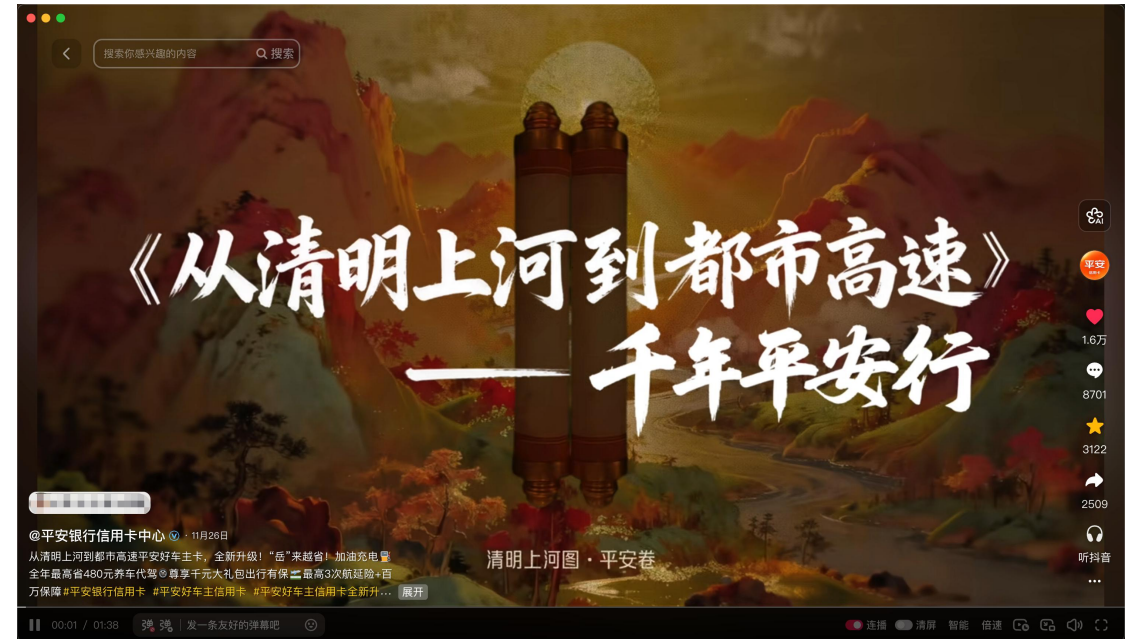 搜索你感兴趣的内容 搜索
《从清明上河到都市高速》
—— 千年平安行
清明上河图·平安卷
AI
平安
1.6万
8701
3122
2509
听抖音
@平安银行信用卡中心 · 11月26日
从清明上河到都市高速平安好车主卡，全新升级！“岳”来越省！加油充电⛽
全年最高省480元养车代驾尊享千元大礼包出行有保最高3次航延险+百
万保障#平安银行信用卡 #平安好车主信用卡 #平安好车主信用卡全新升... 展开
00:01 / 01:38 弹 弹 发一条友好的弹幕吧 连播 清屏 智能 倍速